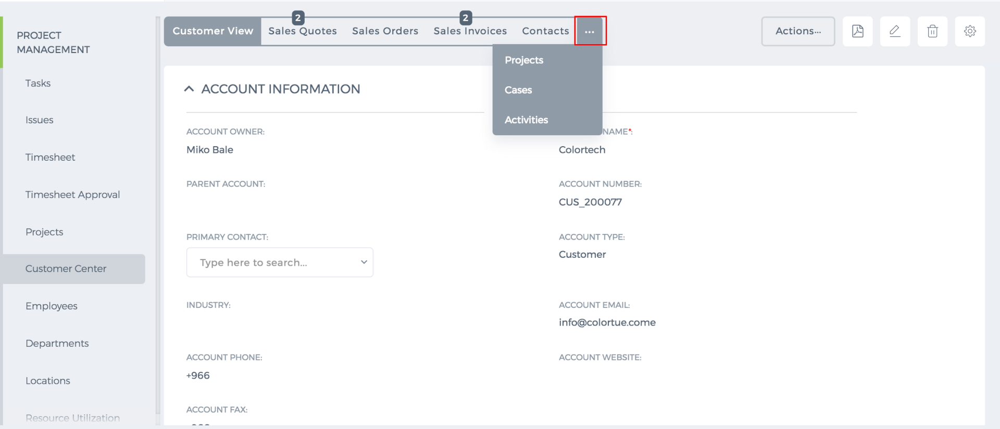 PROJECT
MANAGEMENT
Tasks
Issues
Timesheet
Timesheet Approval
Projects
Customer Center
Employees
Departments
Locations
Resource Utilization
Customer View
2
Sales Quotes
Sales Orders
2
Sales Invoices
Contacts
...
Projects
Cases
Activities
Actions...
ACCOUNT INFORMATION
ACCOUNT OWNER:
Miko Bale
NAME*:
Colortech
PARENT ACCOUNT:
ACCOUNT NUMBER:
CUS_200077
PRIMARY CONTACT:
Type here to search...
ACCOUNT TYPE:
Customer
INDUSTRY:
ACCOUNT EMAIL:
info@colortue.come
ACCOUNT PHONE:
+966
ACCOUNT WEBSITE:
ACCOUNT FAX: